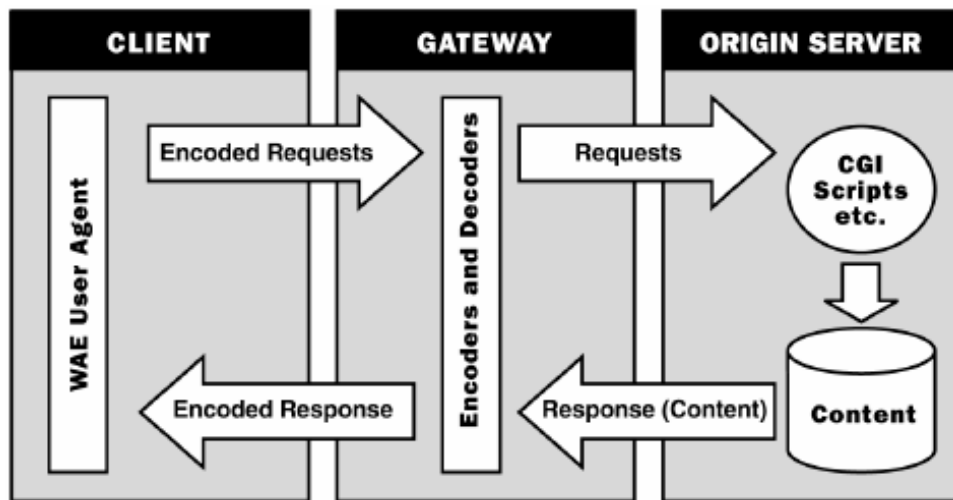 CLIENT
GATEWAY
ORIGIN SERVER
WAE User Agent
Encoded Requests
Encoders and Decoders
Requests
CGI
Scripts
etc.
Encoded Response
Response (Content)
Content